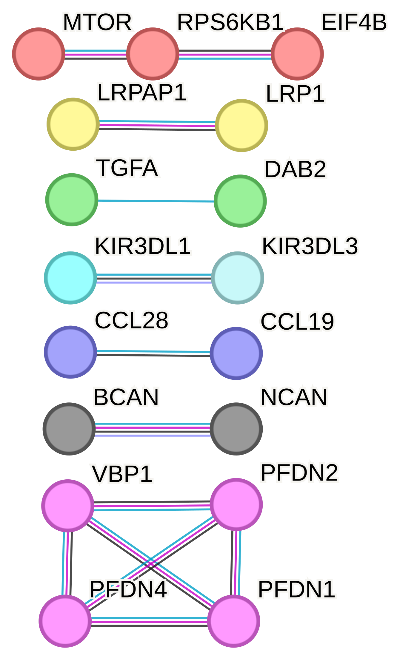 MTOR RPS6KB1 EIF4B
LRPAP1 LRP1
TGFA DAB2
KIR3DL1 KIR3DL3
CCL28 CCL19
BCAN NCAN
VBP1 PFDN2
PFDN4 PFDN1